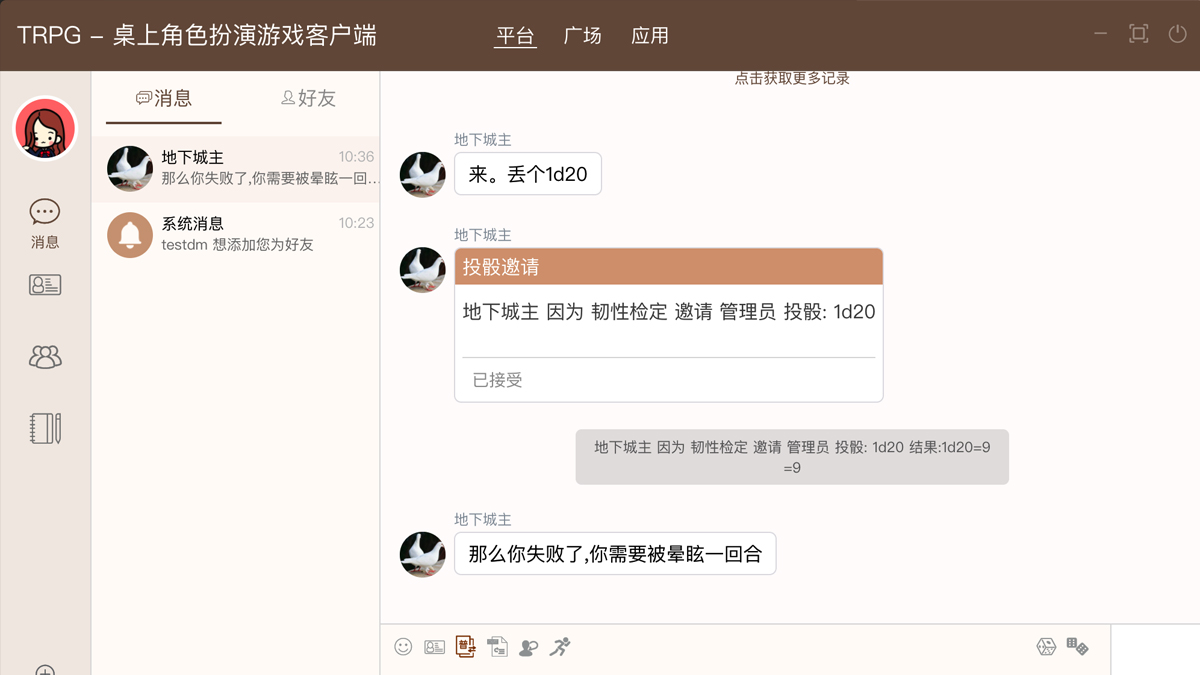 TRPG – 桌上角色扮演游戏客户端
平台 广场 应用
消息
好友
消息
地下城主 10:36
那么你失败了,你需要被晕眩一回…
系统消息 10:23
testdm 想添加您为好友
点击获取更多记录
地下城主
来。丢个1d20
地下城主
投骰邀请
地下城主 因为 韧性检定 邀请 管理员 投骰: 1d20
已接受
地下城主 因为 韧性检定 邀请 管理员 投骰: 1d20 结果:1d20=9
=9
地下城主
那么你失败了,你需要被晕眩一回合
普